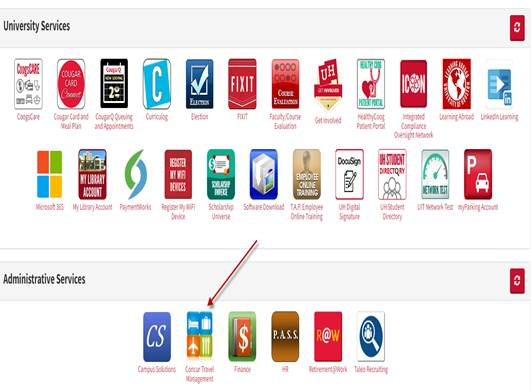 University Services
CoogsCARE
COUGAR
CARD
Connect
CougarQ
NOW SERVING
C
ELECTION
FIXIT
COURSE
EVALUATION
UH
GET INVOLVED
HEALTHY COOG
PATIENT PORTAL
ICON
LEARNING ABROAD
in
CoogsCare
Cougar Card and
Meal Plan
CougarQ Queuing
and Appointments
Curriculog
Election
FIXIT
Faculty/Course
Evaluation
Get Involved
HealthyCoog
Patient Portal
Integrated
Compliance
Oversight Network
Learning Abroad
LinkedIn Learning
MY LIBRARY
ACCOUNT
REGISTER
MY WIFI
DEVICES
SCHOLARSHIP
UNIVERSE
EMPLOYEE
ONLINE
TRAINING
DocuSign
UH STUDENT
DIRECTORY
NETWORK TEST
P
Microsoft 365
My Library Account
PaymentWorks
Register My WiFi
Device
Scholarship
Universe
Software Download
T.A.P. Employee
Online Training
UH Digital
Signature
UH Student
Directory
UIT Network Test
myParking Account
Administrative Services
CS
$
P.A.S.S.
R@W
Campus Solutions
Concur Travel
Management
Finance
HR
Retirement@Work
Taleo Recruiting